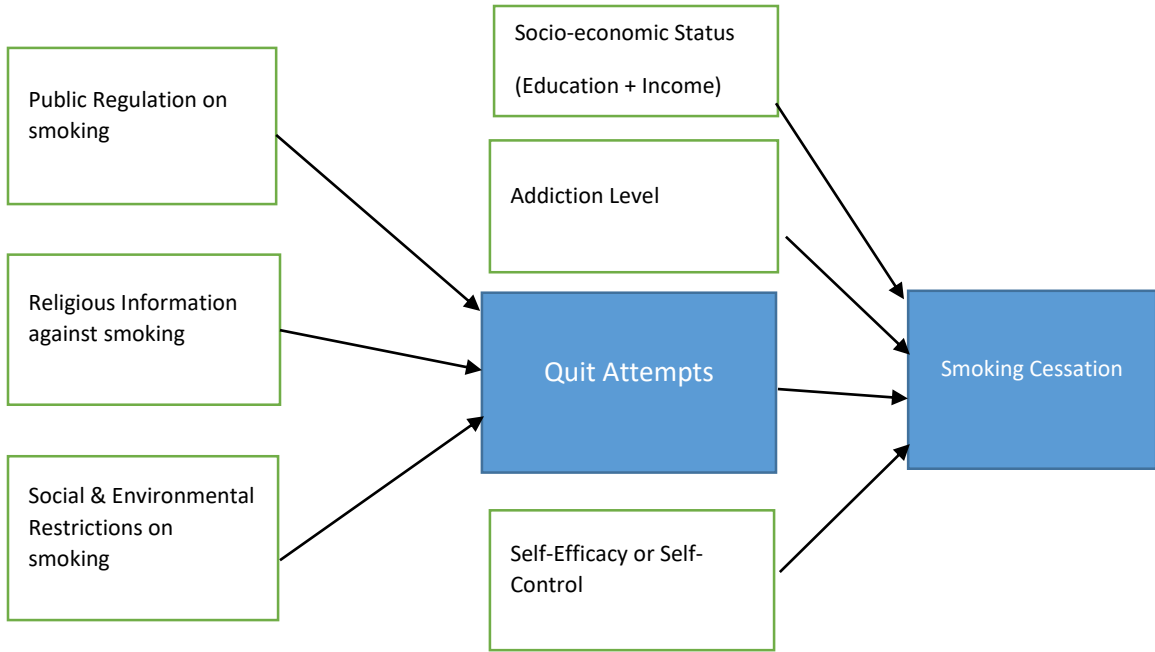 Public Regulation on
smoking
Religious Information
against smoking
Social & Environmental
Restrictions on
smoking
Socio-economic Status
(Education + Income)
Addiction Level
Quit Attempts
Self-Efficacy or Self-
Control
Smoking Cessation